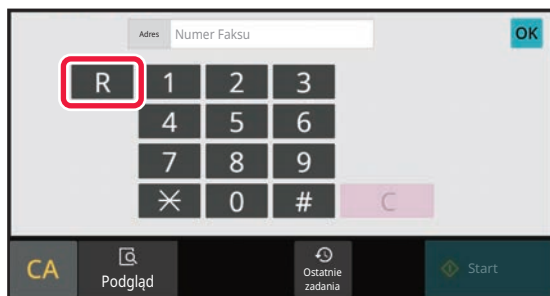 Adres Numer Faksu OK
R 1 2 3
4 5 6
7 8 9
* 0 # C
CA Podgląd Ostatnie zadania Start